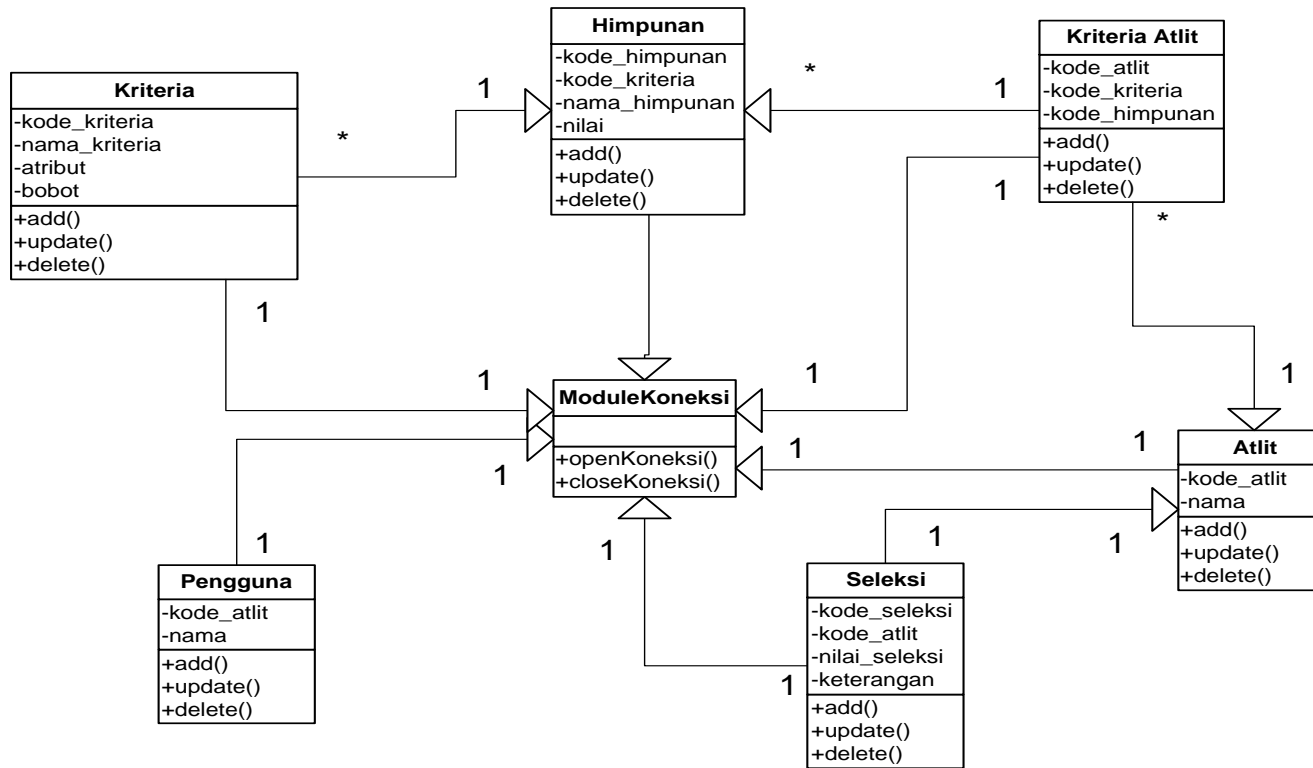 Himpunan
-kode_himpunan
-kode_kriteria
-nama_himpunan
-nilai
+add()
+update()
+delete()
Kriteria Atlit
-kode_atlit
-kode_kriteria
-kode_himpunan
+add()
+update()
+delete()
Kriteria
-kode_kriteria
-nama_kriteria
-atribut
-bobot
+add()
+update()
+delete()
*
1
*
1
1
*
1
1
1
1
ModuleKoneksi
+openKoneksi()
+closeKoneksi()
1
1
1
Atlit
-kode_atlit
-nama
+add()
+update()
+delete()
1
1
1
1
1
Pengguna
-kode_atlit
-nama
+add()
+update()
+delete()
Seleksi
-kode_seleksi
-kode_atlit
-nilai_seleksi
-keterangan
+add()
+update()
+delete()
1